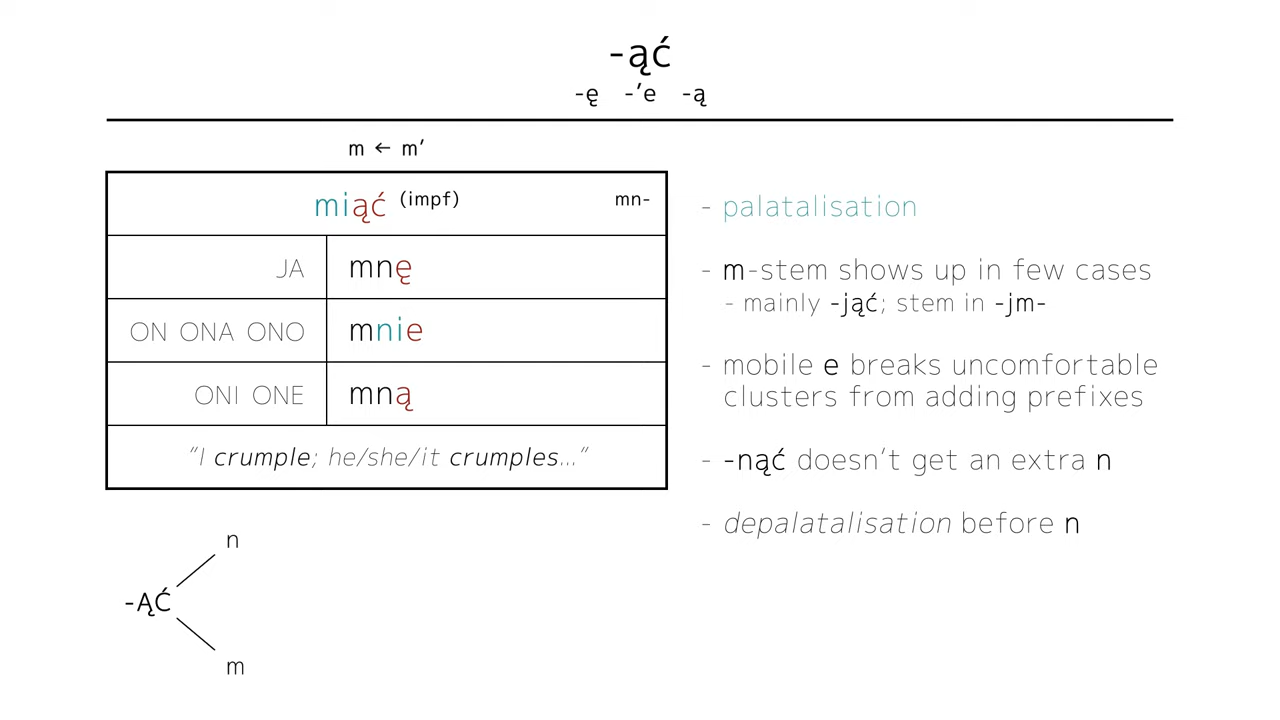 -ąć
-ę -’e -ą
m ← m’
miąć (impf) mn-
JA mnę
ON ONA ONO mnie
ONI ONE mną
“I crumple; he/she/it crumples...”
- palatalisation
- m-stem shows up in few cases
- mainly -jąć; stem in -jm-
- mobile e breaks uncomfortable
clusters from adding prefixes
- -nąć doesn’t get an extra n
- depalatalisation before n
n
-ĄĆ
m